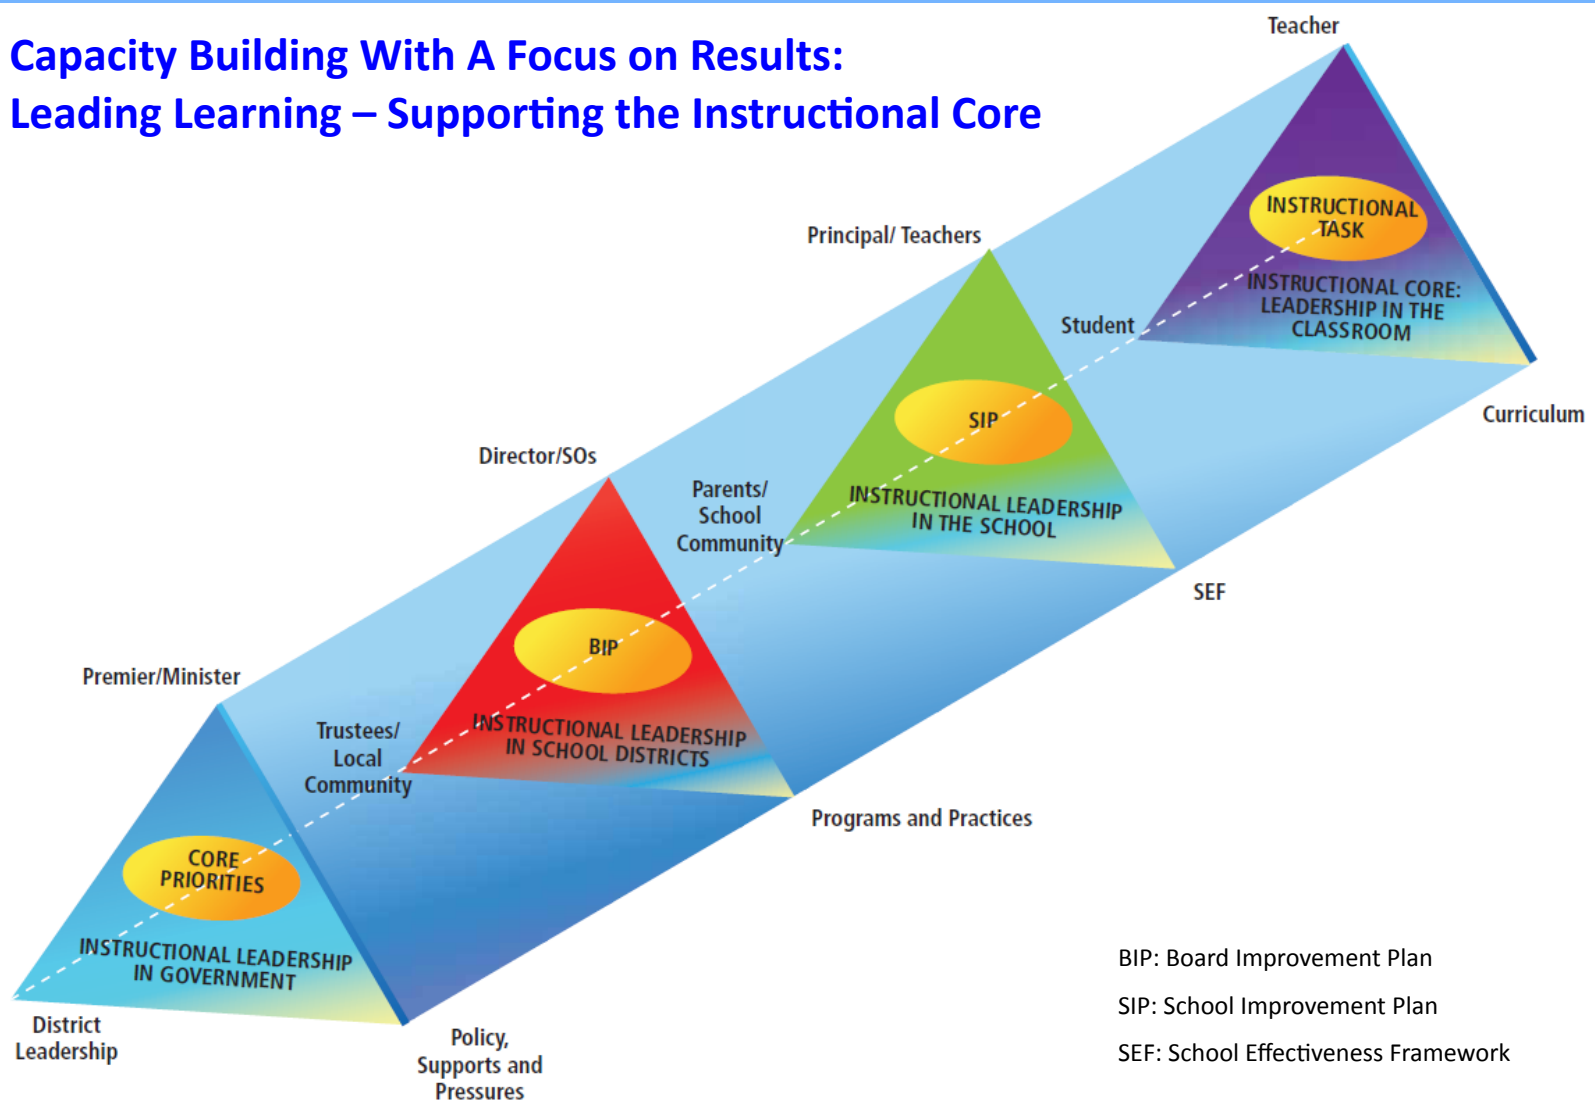 Capacity Building With A Focus on Results:
Leading Learning – Supporting the Instructional Core
Teacher
INSTRUCTIONAL
TASK
INSTRUCTIONAL CORE:
LEADERSHIP IN THE
CLASSROOM
Student
Curriculum
Principal/ Teachers
SIP
INSTRUCTIONAL LEADERSHIP
IN THE SCHOOL
Parents/
School
Community
SEF
Director/SOs
BIP
INSTRUCTIONAL LEADERSHIP
IN SCHOOL DISTRICTS
Trustees/
Local
Community
Programs and Practices
Premier/Minister
CORE
PRIORITIES
INSTRUCTIONAL LEADERSHIP
IN GOVERNMENT
District
Leadership
Policy,
Supports and
Pressures
BIP: Board Improvement Plan
SIP: School Improvement Plan
SEF: School Effectiveness Framework